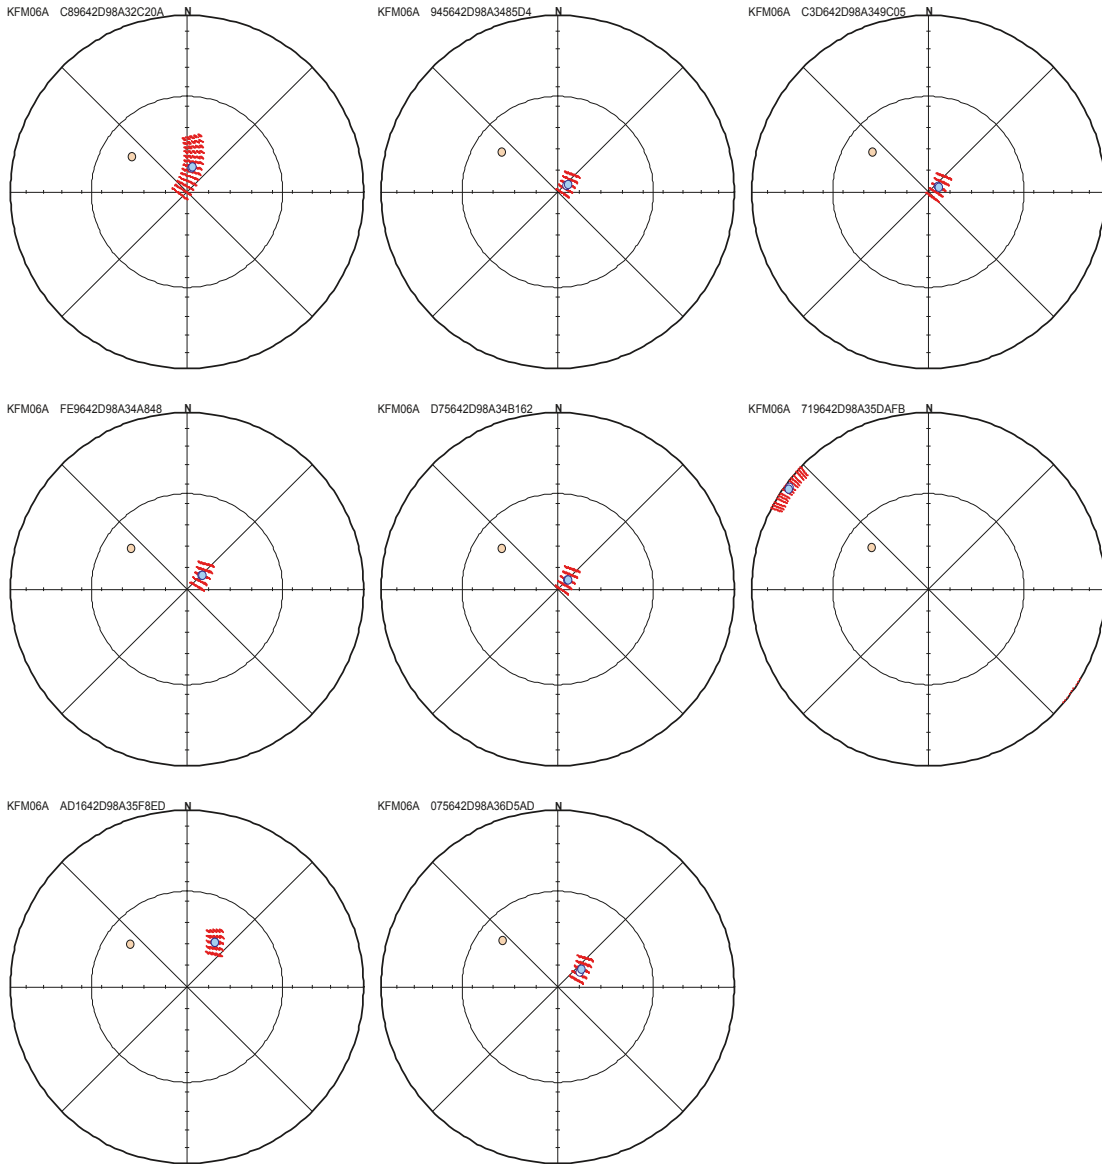 KFM06A C89642D98A32C20A
N
KFM06A 945642D98A3485D4
N
KFM06A C3D642D98A349C05
N
KFM06A FE9642D98A34A848
N
KFM06A D75642D98A34B162
N
KFM06A 719642D98A35DAFB
N
KFM06A AD1642D98A35F8ED
N
KFM06A 075642D98A36D5AD
N